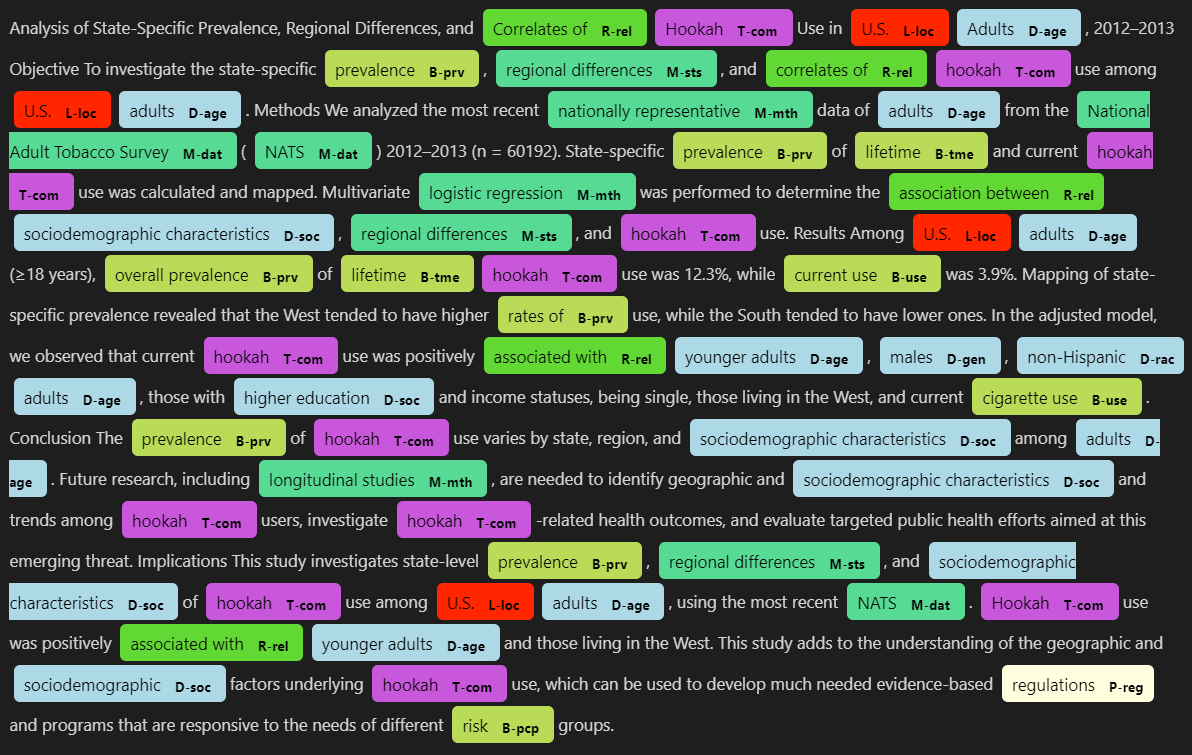 Analysis of State-Specific Prevalence, Regional Differences, and Correlates of R-rel Hookah T-com Use in U.S. L-loc Adults D-age , 2012–2013
Objective To investigate the state-specific prevalence B-prv , regional differences M-sts , and correlates of R-rel hookah T-com use among
U.S. L-loc adults D-age . Methods We analyzed the most recent nationally representative M-mth data of adults D-age from the National
Adult Tobacco Survey M-dat ( NATS M-dat ) 2012–2013 (n = 60192). State-specific prevalence B-prv of lifetime B-tme and current hookah
T-com use was calculated and mapped. Multivariate logistic regression M-mth was performed to determine the association between R-rel
sociodemographic characteristics D-soc , regional differences M-sts , and hookah T-com use. Results Among U.S. L-loc adults D-age
(≥18 years), overall prevalence B-prv of lifetime B-tme hookah T-com use was 12.3%, while current use B-use was 3.9%. Mapping of state-
specific prevalence revealed that the West tended to have higher rates of B-prv use, while the South tended to have lower ones. In the adjusted model,
we observed that current hookah T-com use was positively associated with R-rel younger adults D-age , males D-gen , non-Hispanic D-rac
adults D-age , those with higher education D-soc and income statuses, being single, those living in the West, and current cigarette use B-use .
Conclusion The prevalence B-prv of hookah T-com use varies by state, region, and sociodemographic characteristics D-soc among adults D-
age . Future research, including longitudinal studies M-mth , are needed to identify geographic and sociodemographic characteristics D-soc and
trends among hookah T-com users, investigate hookah T-com -related health outcomes, and evaluate targeted public health efforts aimed at this
emerging threat. Implications This study investigates state-level prevalence B-prv , regional differences M-sts , and sociodemographic
characteristics D-soc of hookah T-com use among U.S. L-loc adults D-age , using the most recent NATS M-dat . Hookah T-com use
was positively associated with R-rel younger adults D-age and those living in the West. This study adds to the understanding of the geographic and
sociodemographic D-soc factors underlying hookah T-com use, which can be used to develop much needed evidence-based regulations P-reg
and programs that are responsive to the needs of different risk B-pcp groups.